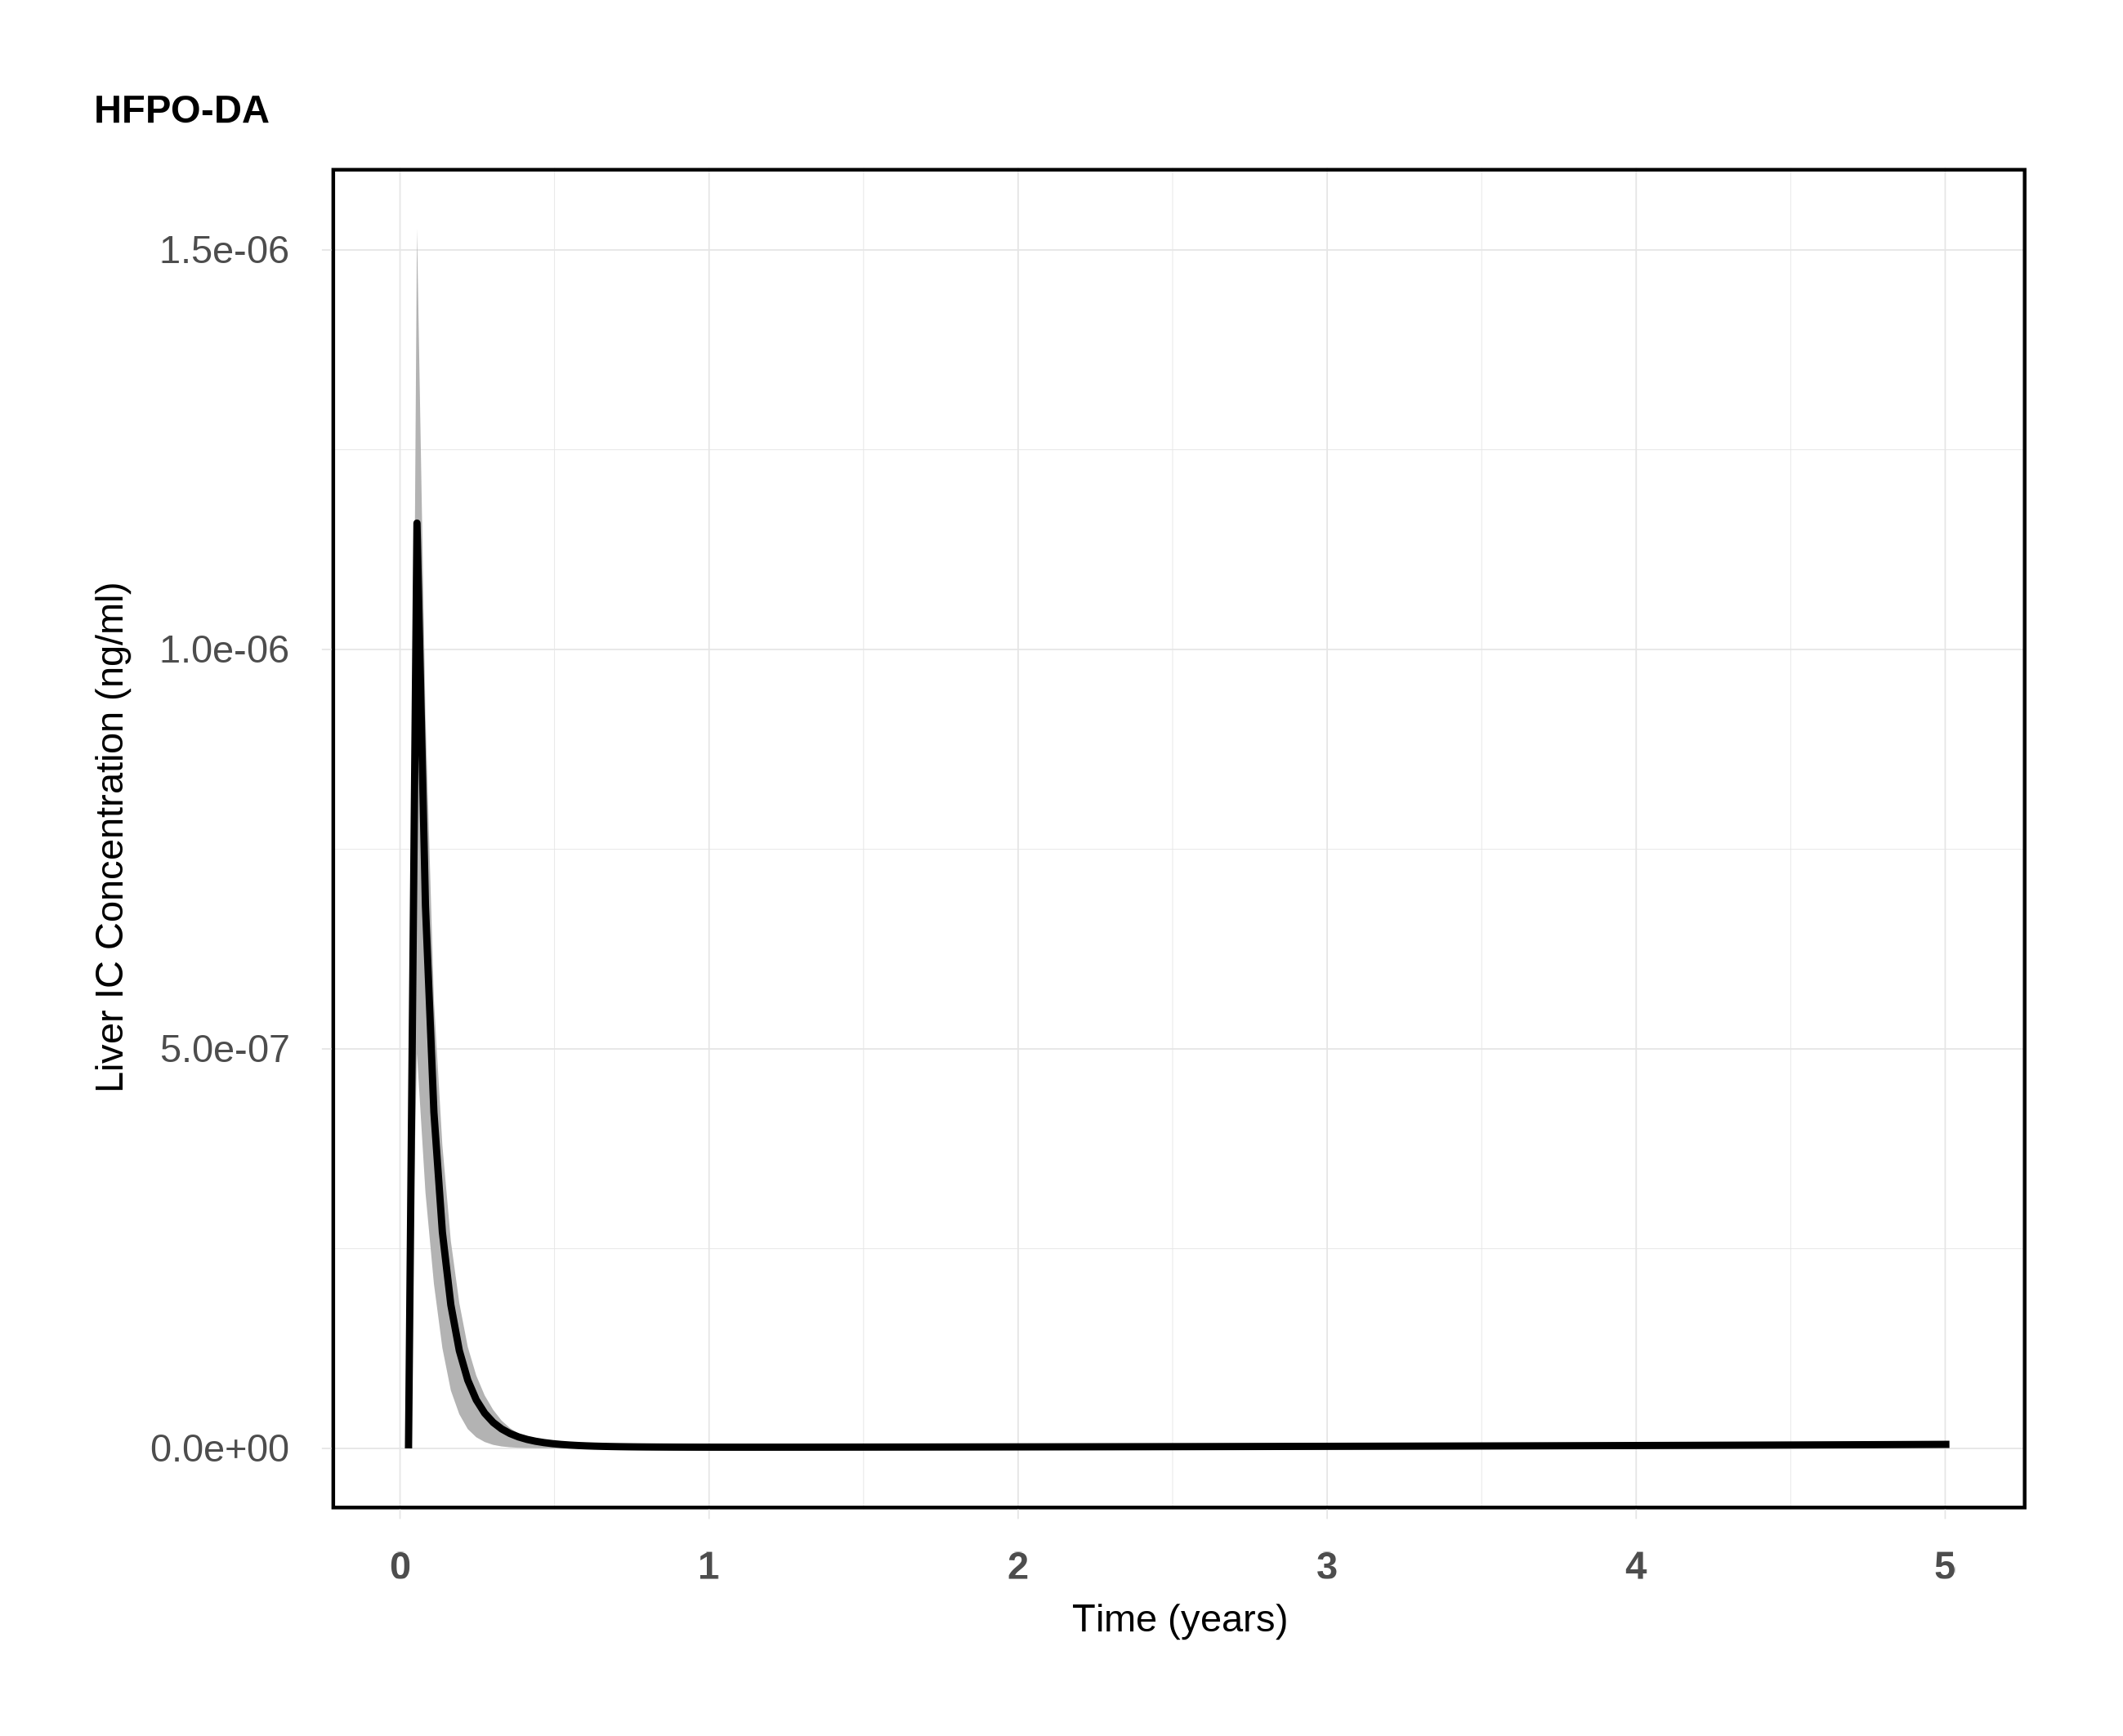 HFPO-DA
1.5e-06
1.0e-06
5.0e-07
0.0e+00
Liver IC Concentration (ng/ml)
0 1 2 3 4 5
Time (years)